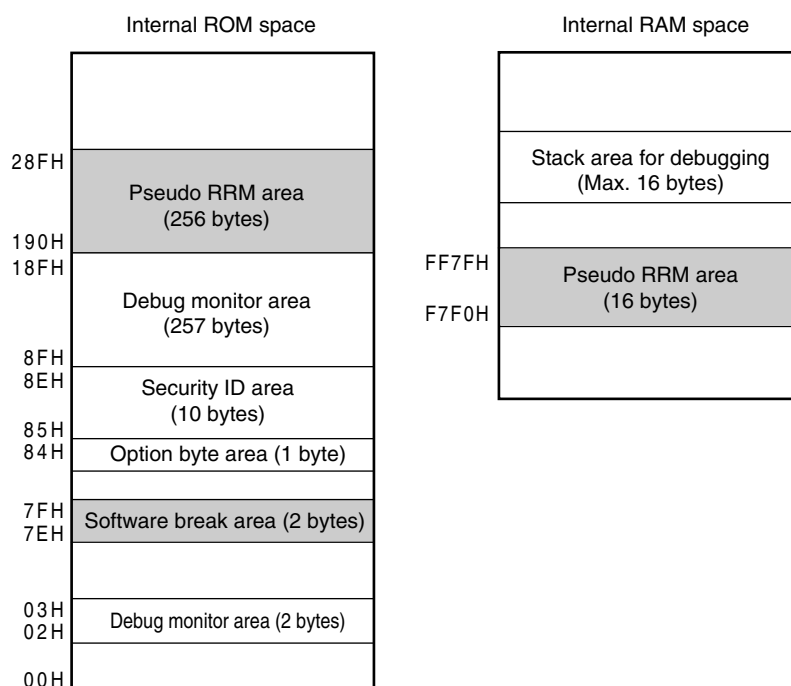 Internal ROM space
28FH
Pseudo RRM area
(256 bytes)
190H
18FH
Debug monitor area
(257 bytes)
8FH
8EH
Security ID area
(10 bytes)
85H
84H
Option byte area (1 byte)
7FH
Software break area (2 bytes)
7EH
03H
Debug monitor area (2 bytes)
02H
00H
Internal RAM space
Stack area for debugging
(Max. 16 bytes)
FF7FH
Pseudo RRM area
(16 bytes)
F7F0H